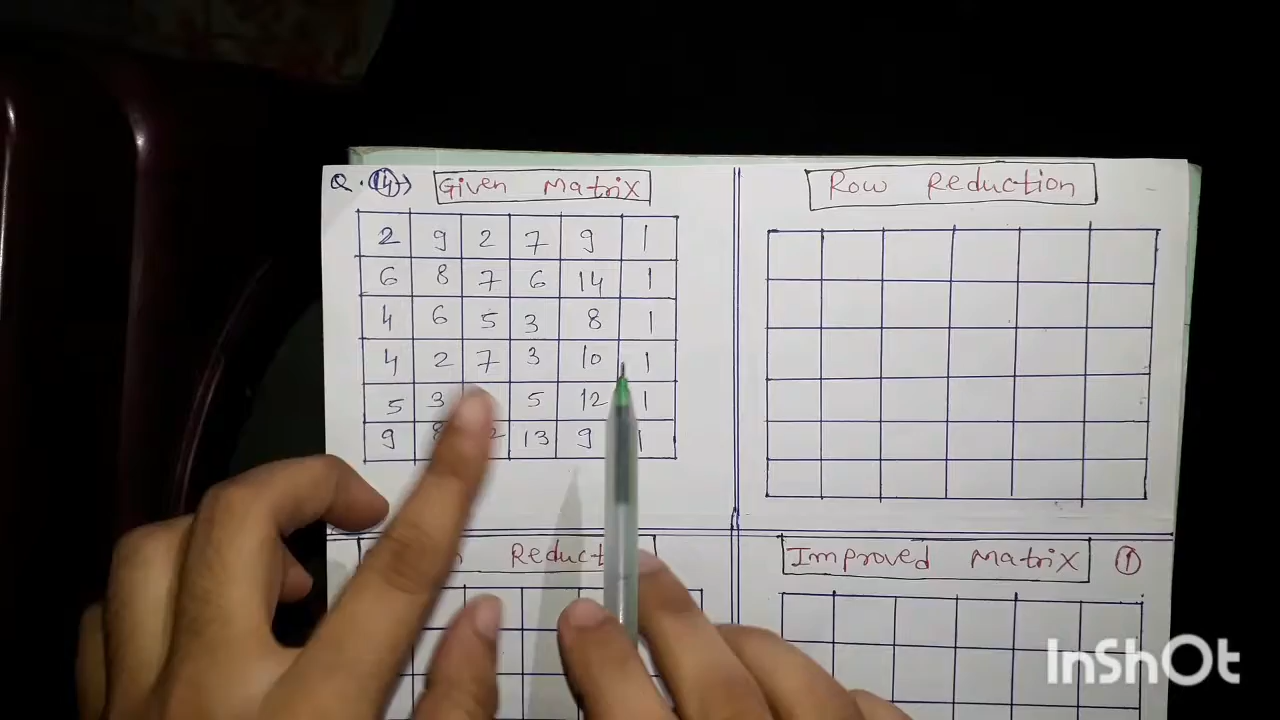 Q. 14→ Given Matrix
2 9 2 7 9 1
6 8 7 6 14 1
4 6 5 3 8 1
4 2 7 3 10 1
5 3 5 12 1
9 8 13 9 1
Row Reduction
Reduct
Improved Matrix ①
InShOt